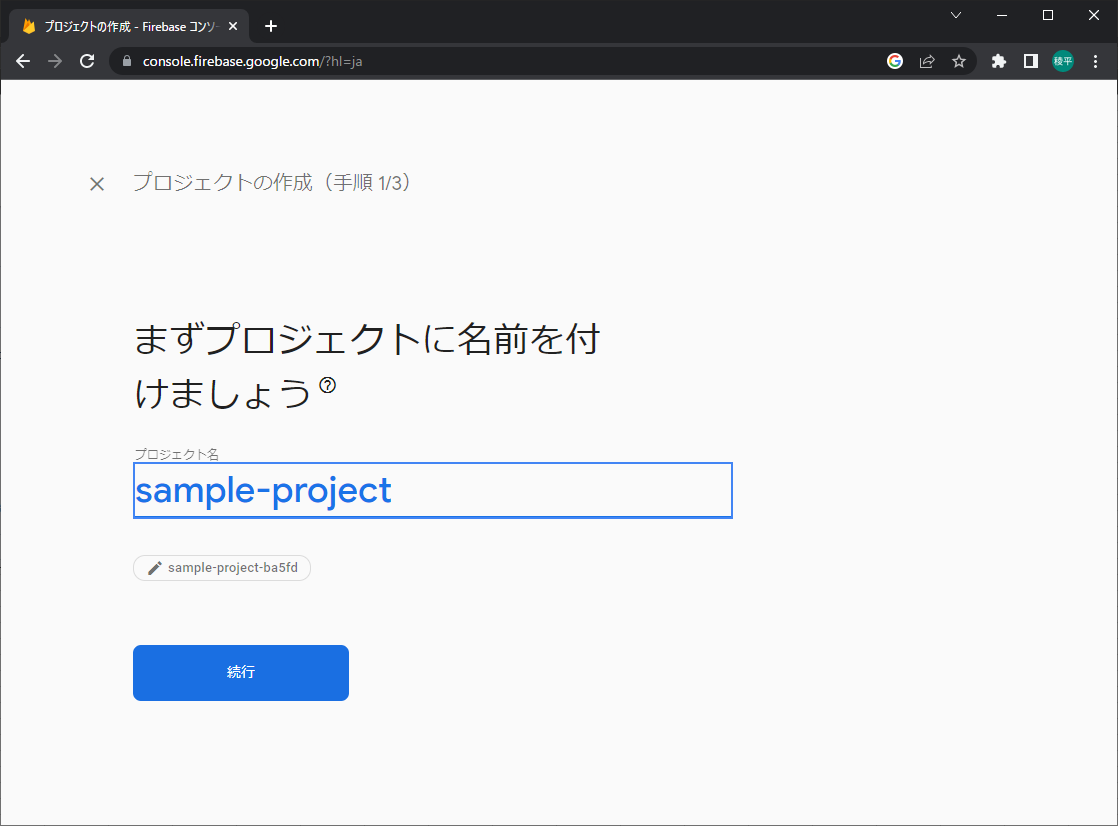 プロジェクトの作成 - Firebase コンソー
console.firebase.google.com/?hl=ja
稜平
プロジェクトの作成（手順 1/3）
まずプロジェクトに名前を付
けましょう
プロジェクト名
sample-project
sample-project-ba5fd
続行